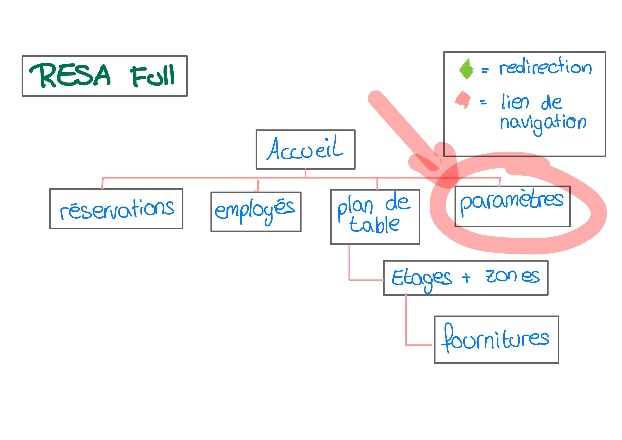 RESA Full
= redirection
= lien de
navigation
Accueil
réservations
employés
plan de
table
paramètres
Etages + zones
fournitures